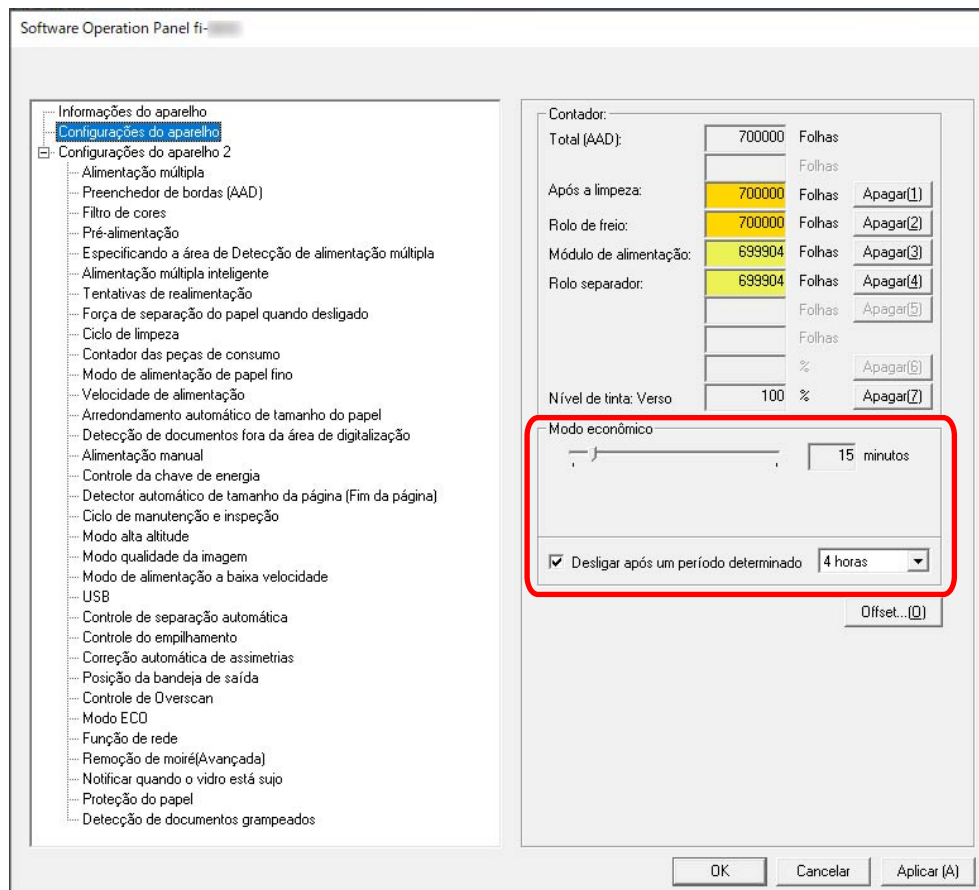 Software Operation Panel fi-
Informações do aparelho
Configurações do aparelho
Configurações do aparelho 2
Alimentação múltipla
Preenchedor de bordas (AAD)
Filtro de cores
Pré-alimentação
Especificando a área de Detecção de alimentação múltipla
Alimentação múltipla inteligente
Tentativas de realimentação
Força de separação do papel quando desligado
Ciclo de limpeza
Contador das peças de consumo
Modo de alimentação de papel fino
Velocidade de alimentação
Arredondamento automático de tamanho do papel
Detecção de documentos fora da área de digitalização
Alimentação manual
Controle da chave de energia
Detector automático de tamanho da página (Fim da página)
Ciclo de manutenção e inspeção
Modo alta altitude
Modo qualidade da imagem
Modo de alimentação a baixa velocidade
USB
Controle de separação automática
Controle do empilhamento
Correção automática de assimetrias
Posição da bandeja de saída
Controle de Overscan
Modo ECO
Função de rede
Remoção de moiré(Avançada)
Notificar quando o vidro está sujo
Proteção do papel
Detecção de documentos grampeados
Contador:
Total (AAD): 700000 Folhas
Folhas
Após a limpeza: 700000 Folhas Apagar(1)
Rolo de freio: 700000 Folhas Apagar(2)
Módulo de alimentação: 699904 Folhas Apagar(3)
Rolo separador: 699904 Folhas Apagar(4)
Folhas Apagar(5)
Folhas
% Apagar(6)
Nível de tinta: Verso 100 % Apagar(7)
Modo econômico
15 minutos
Desligar após um período determinado 4 horas
Offset...(O)
OK Cancelar Aplicar (A)